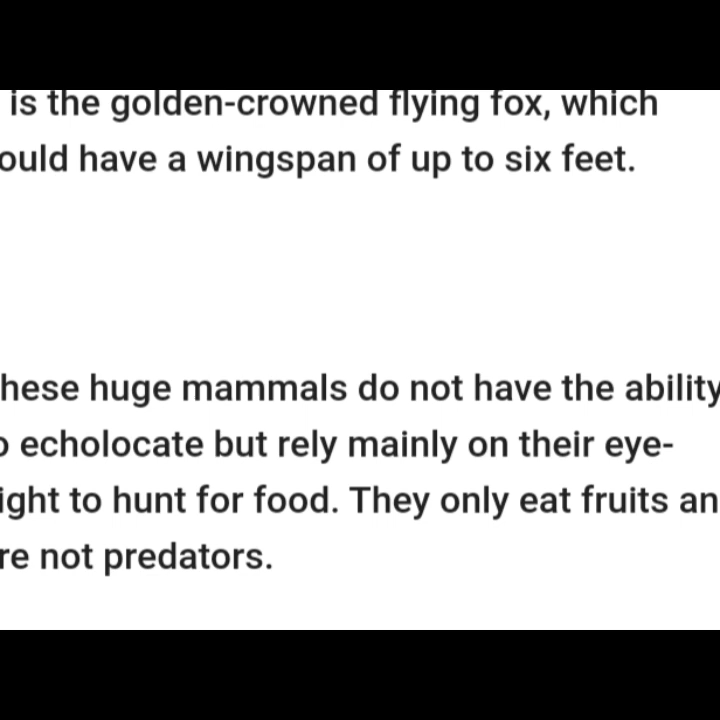 is the golden-crowned flying fox, which
ould have a wingspan of up to six feet.
hese huge mammals do not have the ability
o echolocate but rely mainly on their eye-
ight to hunt for food. They only eat fruits an
re not predators.